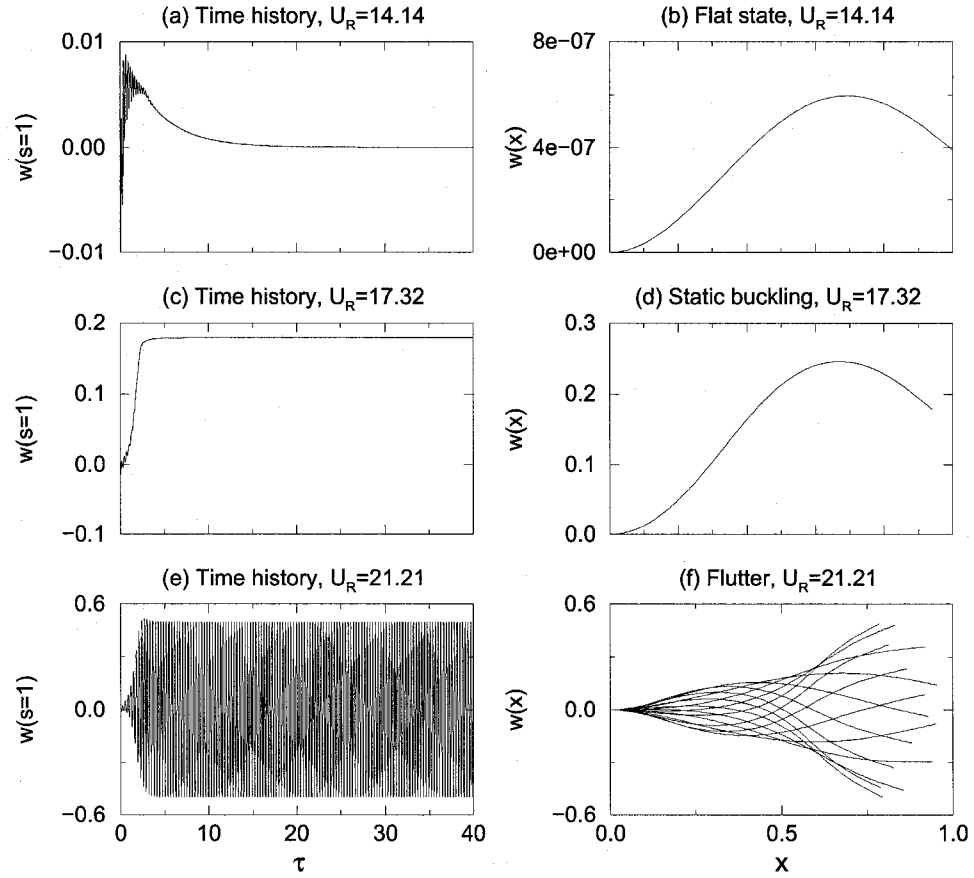 (a) Time history, U_R=14.14
(b) Flat state, U_R=14.14
0.01
0.00
−0.01
w(s=1)
8e−07
4e−07
0e+00
w(x)
(c) Time history, U_R=17.32
(d) Static buckling, U_R=17.32
0.2
0.1
0.0
−0.1
w(s=1)
0.3
0.2
0.1
0.0
w(x)
(e) Time history, U_R=21.21
(f) Flutter, U_R=21.21
0.6
0.0
−0.6
w(s=1)
0 10 20 30 40
τ
0.6
0.0
−0.6
w(x)
0.0 0.5 1.0
x